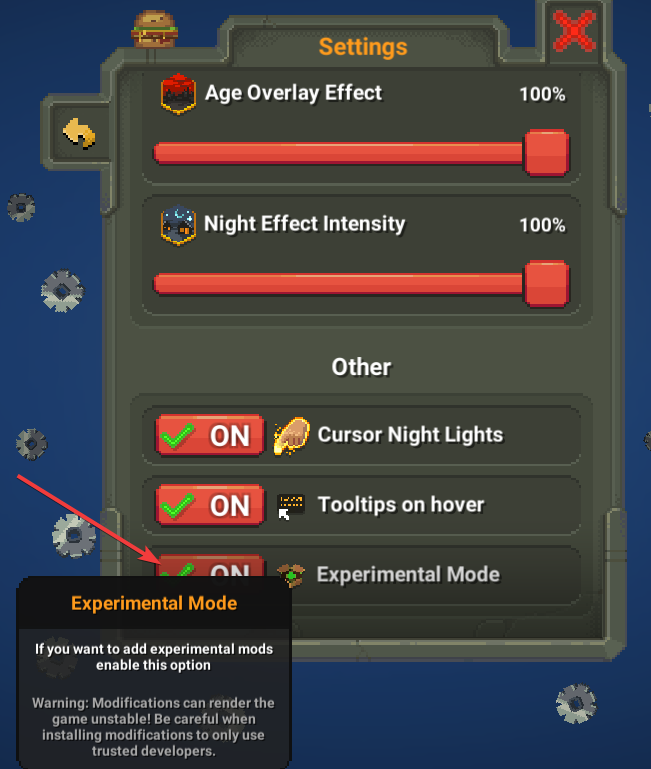 Settings
Age Overlay Effect 100%
Night Effect Intensity 100%
Other
ON Cursor Night Lights
ON Tooltips on hover
ON Experimental Mode
Experimental Mode
If you want to add experimental mods
enable this option
Warning: Modifications can render the
game unstable! Be careful when
installing modifications to only use
trusted developers.